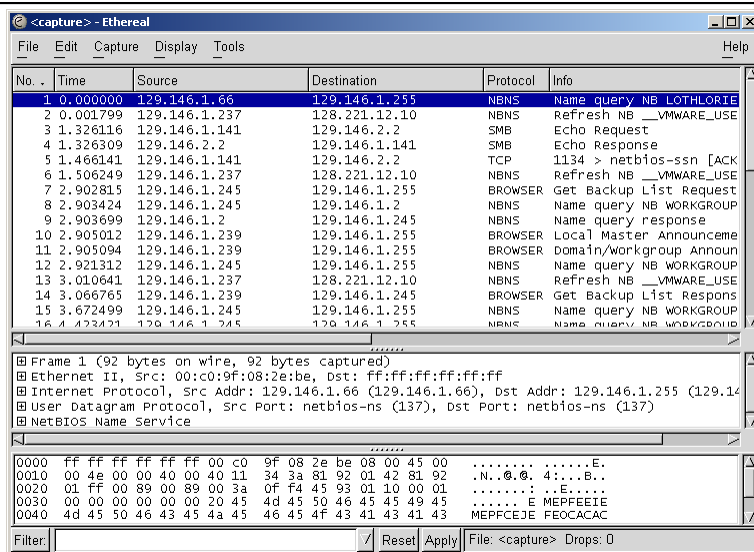 <capture> - Ethereal
File Edit Capture Display Tools Help
No. . Time Source Destination Protocol Info
1 0.000000 129.146.1.66 129.146.1.255 NBNS Name query NB LOTHLORIE
2 0.001799 129.146.1.237 128.221.12.10 NBNS Refresh NB __VMWARE_USE
3 1.326116 129.146.1.141 129.146.2.2 SMB Echo Request
4 1.326309 129.146.2.2 129.146.1.141 SMB Echo Response
5 1.466141 129.146.1.141 129.146.2.2 TCP 1134 > netbios-ssn [ACK
6 1.506249 129.146.1.237 128.221.12.10 NBNS Refresh NB __VMWARE_USE
7 2.902815 129.146.1.245 129.146.1.255 BROWSER Get Backup List Request
8 2.903424 129.146.1.245 129.146.1.2 NBNS Name query NB WORKGROUP
9 2.903699 129.146.1.2 129.146.1.245 NBNS Name query response
10 2.905012 129.146.1.239 129.146.1.255 BROWSER Local Master Announceme
11 2.905094 129.146.1.239 129.146.1.255 BROWSER Domain/Workgroup Announ
12 2.921312 129.146.1.245 129.146.1.255 NBNS Name query NB WORKGROUP
13 3.010641 129.146.1.237 128.221.12.10 NBNS Refresh NB __VMWARE_USE
14 3.066765 129.146.1.239 129.146.1.245 BROWSER Get Backup List Respons
15 3.672499 129.146.1.245 129.146.1.255 NBNS Name query NB WORKGROUP
16 4.423421 129.146.1.245 129.146.1.255 NBNS Name query NB WORKGROUP
Frame 1 (92 bytes on wire, 92 bytes captured)
Ethernet II, Src: 00:c0:9f:08:2e:be, Dst: ff:ff:ff:ff:ff:ff
Internet Protocol, Src Addr: 129.146.1.66 (129.146.1.66), Dst Addr: 129.146.1.255 (129.14
User Datagram Protocol, Src Port: netbios-ns (137), Dst Port: netbios-ns (137)
NetBIOS Name Service
0000 ff ff ff ff ff ff 00 c0 9f 08 2e be 08 00 45 00 ........ ......E.
0010 00 4e 00 00 40 00 40 11 34 3a 81 92 01 42 81 92 .N..@.@. 4:...B..
0020 01 ff 00 89 00 89 00 3a 0f f4 45 93 01 10 00 01 .......: ..E.....
0030 00 00 00 00 00 00 20 45 4d 45 50 46 45 45 49 45 ...... E MEPFEEIE
0040 4d 45 50 46 43 45 4a 45 46 45 4f 43 41 43 41 43 MEPFCEJE FEOCACAC
Filter: Reset Apply File: <capture> Drops: 0